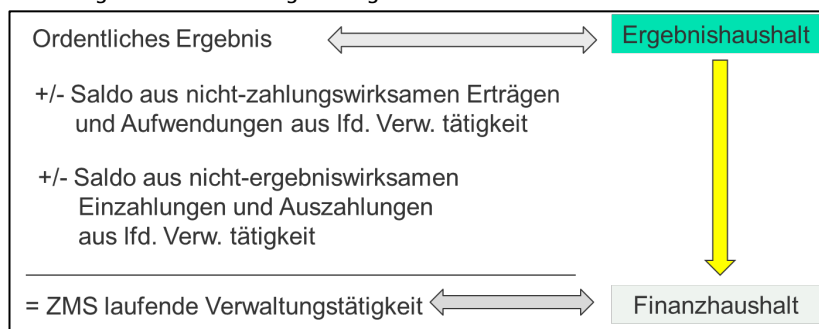 Ordentliches Ergebnis Ergebnishaushalt
+/- Saldo aus nicht-zahlungswirksamen Erträgen
und Aufwendungen aus lfd. Verw. tätigkeit
+/- Saldo aus nicht-ergebniswirksamen
Einzahlungen und Auszahlungen
aus lfd. Verw. tätigkeit
= ZMS laufende Verwaltungstätigkeit Finanzhaushalt